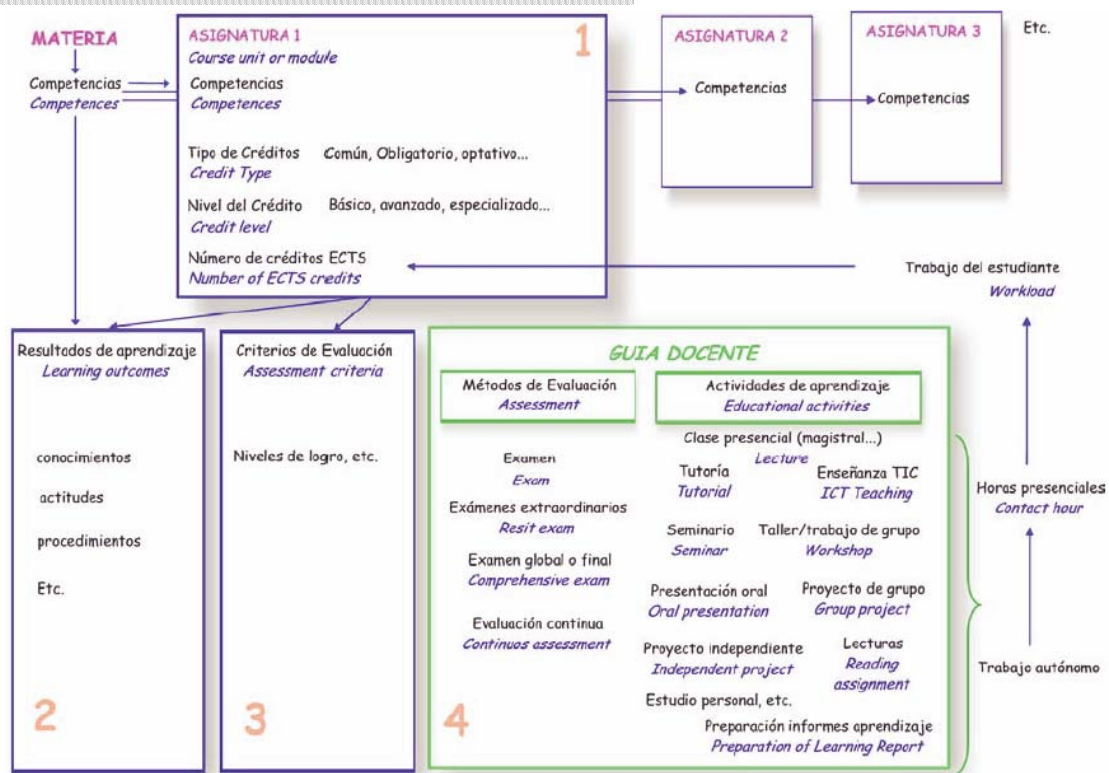 MATERIA
Competencias
Competences
ASIGNATURA 1
Course unit or module
1
Competencias
Competences
Tipo de Créditos Común, Obligatorio, optativo...
Credit Type
Nivel del Crédito Básico, avanzado, especializado...
Credit level
Número de créditos ECTS
Number of ECTS credits
ASIGNATURA 2
Competencias
ASIGNATURA 3
Competencias
Etc.
Trabajo del estudiante
Workload
Resultados de aprendizaje
Learning outcomes
conocimientos
actitudes
procedimientos
Etc.
2
Criterios de Evaluación
Assessment criteria
Niveles de logro, etc.
3
GUIA DOCENTE
Métodos de Evaluación
Assessment
Examen
Exam
Exámenes extraordinarios
Resit exam
Examen global o final
Comprehensive exam
Evaluación continua
Continuos assessment
4
Actividades de aprendizaje
Educational activities
Clase presencial (magistral...)
Lecture
Tutoría
Tutorial
Enseñanza TIC
ICT Teaching
Seminario
Seminar
Taller/trabajo de grupo
Workshop
Presentación oral
Oral presentation
Proyecto de grupo
Group project
Proyecto independiente
Independent project
Lecturas
Reading
assignment
Estudio personal, etc.
Preparación informes aprendizaje
Preparation of Learning Report
Horas presenciales
Contact hour
Trabajo autónomo